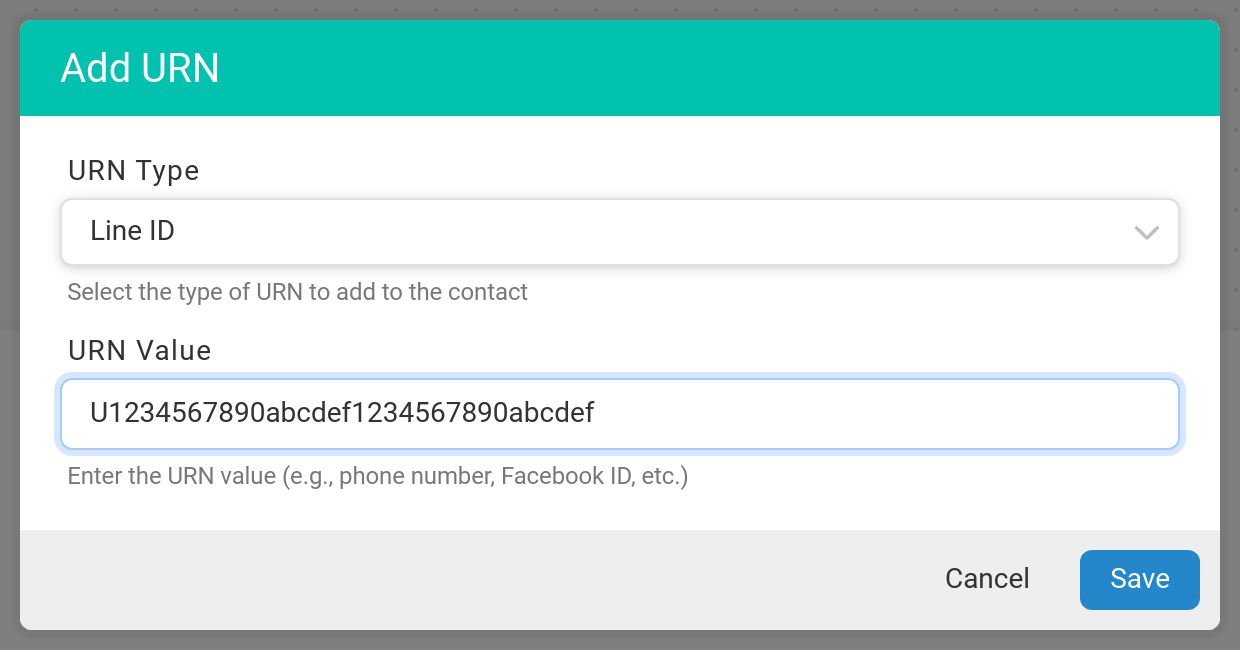 Add URN
URN Type
Line ID
Select the type of URN to add to the contact
URN Value
U1234567890abcdef1234567890abcdef
Enter the URN value (e.g., phone number, Facebook ID, etc.)
Cancel Save